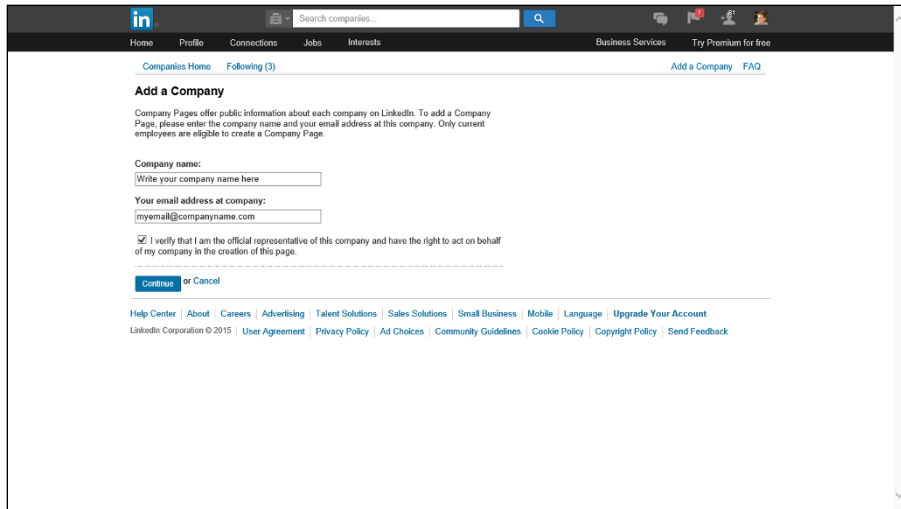 in
Search companies...
Home Profile Connections Jobs Interests Business Services Try Premium for free
Companies Home Following (3) Add a Company FAQ
Add a Company
Company Pages offer public information about each company on LinkedIn. To add a Company
Page, please enter the company name and your email address at this company. Only current
employees are eligible to create a Company Page.
Company name:
Write your company name here
Your email address at company:
myemail@companyname.com
I verify that I am the official representative of this company and have the right to act on behalf
of my company in the creation of this page.
Continue or Cancel
Help Center | About | Careers | Advertising | Talent Solutions | Sales Solutions | Small Business | Mobile | Language | Upgrade Your Account
LinkedIn Corporation © 2015 | User Agreement | Privacy Policy | Ad Choices | Community Guidelines | Cookie Policy | Copyright Policy | Send Feedback